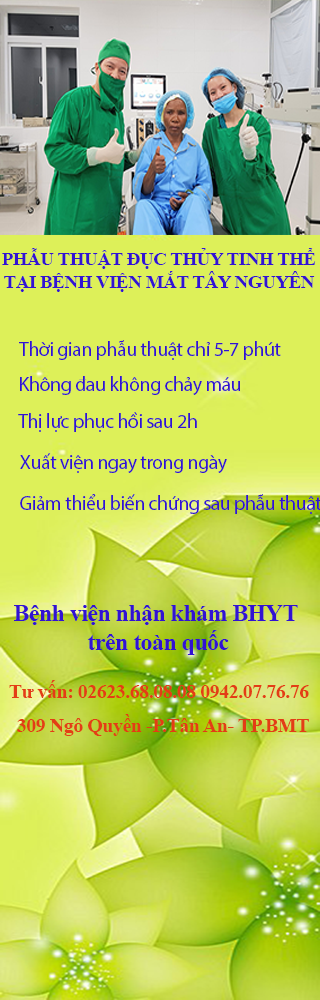 PHẪU THUẬT ĐỤC THỦY TINH THỂ
TẠI BỆNH VIỆN MẮT TÂY NGUYÊN
Thời gian phẫu thuật chỉ 5-7 phút
Không dau không chảy máu
Thị lực phục hồi sau 2h
Xuất viện ngay trong ngày
Giảm thiểu biến chứng sau phẫu thuật
Bệnh viện nhận khám BHYT
trên toàn quốc
Tư vấn: 02623.68.08.08 0942.07.76.76
309 Ngô Quyền -P.Tân An- TP.BMT